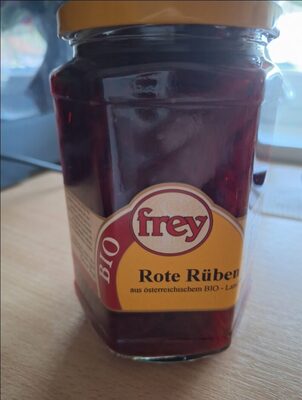 frey
BIO
Rote Rüben
aus österreichischem BIO-